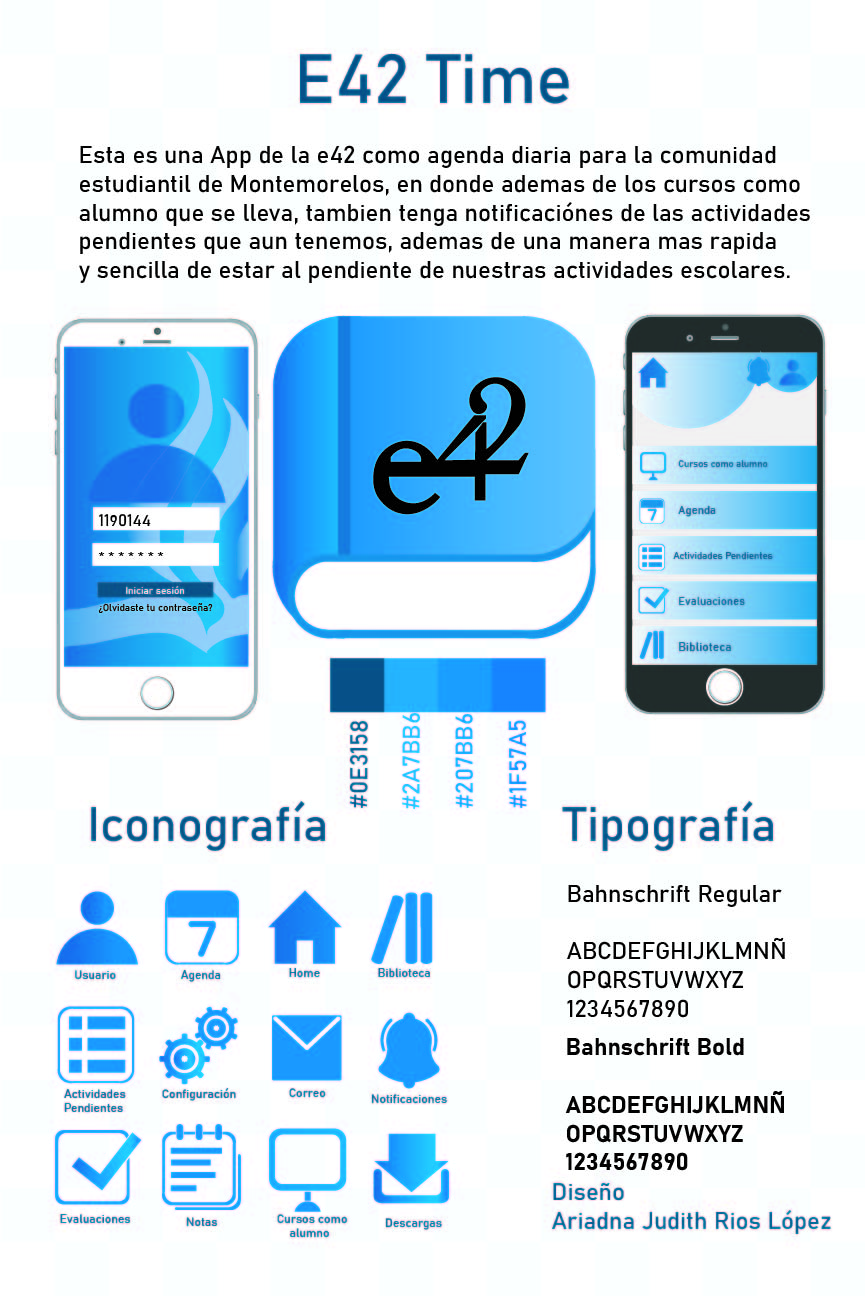 E42 Time
Esta es una App de la e42 como agenda diaria para la comunidad
estudiantil de Montemorelos, en donde ademas de los cursos como
alumno que se lleva, tambien tenga notificaciónes de las actividades
pendientes que aun tenemos, ademas de una manera mas rapida
y sencilla de estar al pendiente de nuestras actividades escolares.
1190144
* * * * * * *
Iniciar sesión
¿Olvidaste tu contraseña?
e42
Cursos como alumno
7
Agenda
Actividades Pendientes
Evaluaciones
Biblioteca
#0E3158
#2A7BB6
#207BB6
#1F57A5
Iconografía
Usuario
7
Agenda
Home
Biblioteca
Actividades
Pendientes
Configuración
Correo
Notificaciones
Evaluaciones
Notas
Cursos como
alumno
Descargas
Tipografía
Bahnschrift Regular
ABCDEFGHIJKLMNÑ
OPQRSTUVWXYZ
1234567890
Bahnschrift Bold
ABCDEFGHIJKLMNÑ
OPQRSTUVWXYZ
1234567890
Diseño
Ariadna Judith Rios López